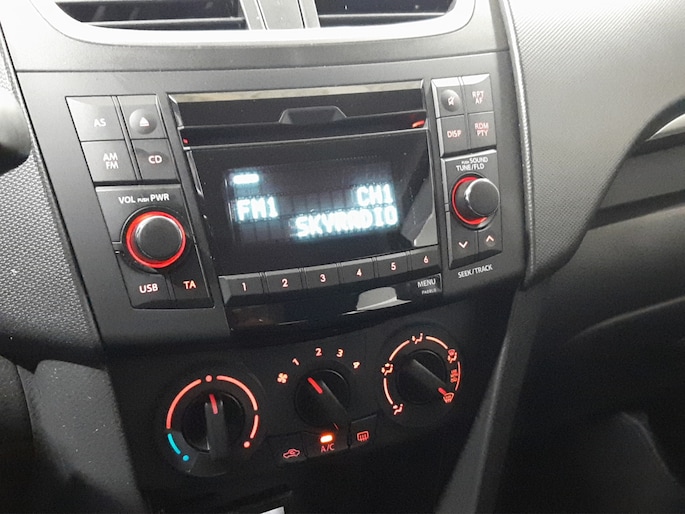 AS
AM
FM
CD
VOL PUSH PWR
USB
TA
FM1
CH1
SKYRADIO
1 2 3 4 5 6
MENU
RPT
AF
DISP
RDM
PTY
PUSH SOUND
TUNE/FLD
SEEK/TRACK
1 2 3 4
A/C